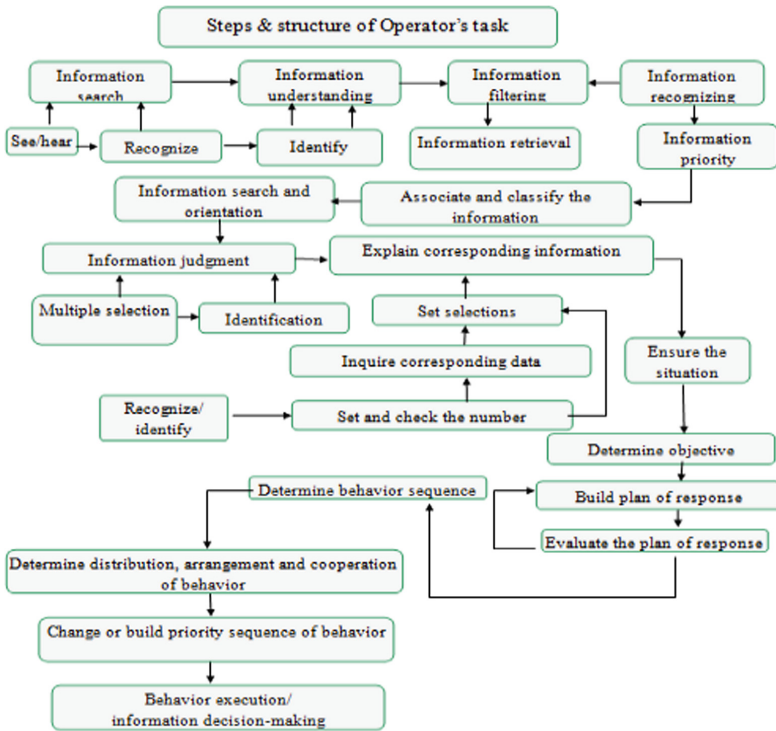 Steps & structure of Operator's task
Information
search
Information
understanding
Information
filtering
Information
recognizing
See/hear
Recognize
Identify
Information retrieval
Information
priority
Information search and
orientation
Associate and classify the
information
Information judgment
Explain corresponding information
Multiple selection
Identification
Set selections
Ensure the
situation
Inquire corresponding data
Recognize/
identify
Set and check the number
Determine objective
Determine behavior sequence
Build plan of response
Evaluate the plan of response
Determine distribution, arrangement and cooperation
of behavior
Change or build priority sequence of behavior
Behavior execution/
information decision-making